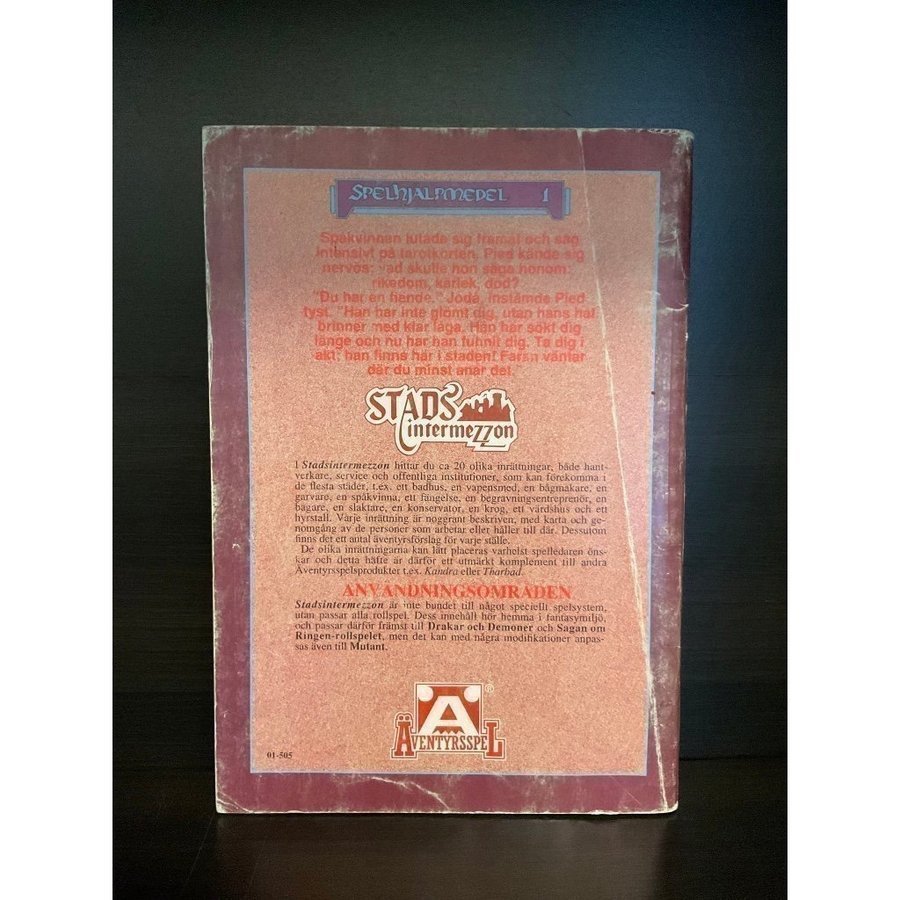 SPELHJÄLPMEDEL 1
Spåkvinnan lutade sig framåt och såg
intensivt på tarotkorten. Pled kände sig
nervös: vad skulle hon säga honom:
rikedom, kärlek, död?
"Du har en fiende." Jodå, instämde Pled
tyst. "Han har inte glömt dig, utan hans hat
brinner med klar låga. Han har sökt dig
länge och nu har han funnit dig. Ta dig i
akt: han finns här i staden! Faran väntar
där du minst anar det."
STADS
intermezzon
I Stadsintermezzon hittar du ca 20 olika inrättningar, både hant-
verkare, service och offentliga institutioner, som kan förekomma i
de flesta städer, t.ex. ett badhus, en vapensmed, en bågmakare, en
garvare, en spåkvinna, ett fängelse, en begravningsentreprenör, en
bagare, en slaktare, en konservator, en krog, ett värdshus och ett
hyrstall. Varje inrättning är noggrant beskriven, med karta och ge-
nomgång av de personer som arbetar eller håller till där. Dessutom
finns det ett antal äventyrsförslag för varje ställe.
De olika inrättningarna kan lätt placeras varhelst spelledaren öns-
kar och detta häfte är därför ett utmärkt komplement till andra
Äventyrsspelsprodukter t.ex. Kandra eller Tharbad.
ANVÄNDNINGSOMRÅDEN
Stadsintermezzon är inte bundet till något speciellt spelsystem,
utan passar alla rollspel. Dess innehåll hör hemma i fantasymiljö,
och passar därför främst till Drakar och Demoner och Sagan om
Ringen-rollspelet, men det kan med några modifikationer anpas-
sas även till Mutant.
Ä®
ÄVENTYRSSPEL
01-505